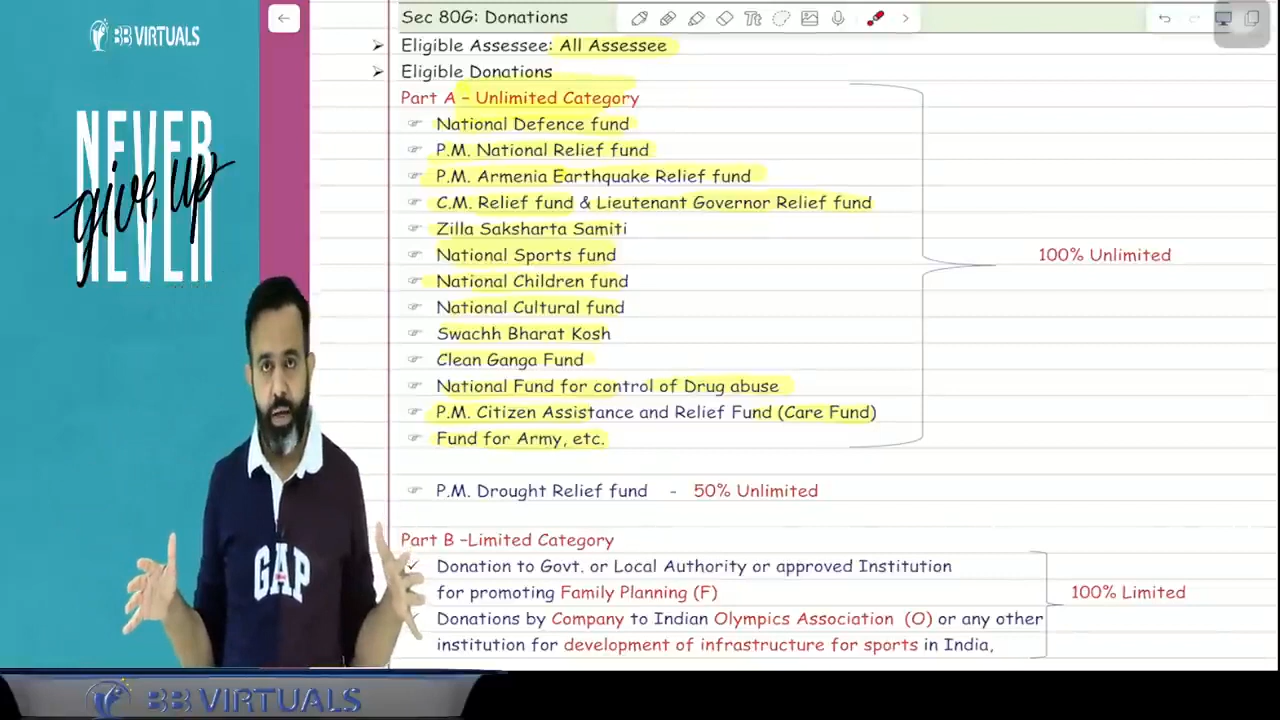 BB VIRTUALS
NEVER
give up
NEVER
GAP
BB VIRTUALS
Sec 80G: Donations
Tt
➤ Eligible Assessee: All Assessee
➤ Eligible Donations
Part A – Unlimited Category
☞ National Defence fund
☞ P.M. National Relief fund
☞ P.M. Armenia Earthquake Relief fund
☞ C.M. Relief fund & Lieutenant Governor Relief fund
☞ Zilla Saksharta Samiti
☞ National Sports fund
☞ National Children fund
☞ National Cultural fund
☞ Swachh Bharat Kosh
☞ Clean Ganga Fund
☞ National Fund for control of Drug abuse
☞ P.M. Citizen Assistance and Relief Fund (Care Fund)
☞ Fund for Army, etc.
100% Unlimited
☞ P.M. Drought Relief fund - 50% Unlimited
Part B –Limited Category
✓ Donation to Govt. or Local Authority or approved Institution
for promoting Family Planning (F)
Donations by Company to Indian Olympics Association (O) or any other
institution for development of infrastructure for sports in India,
100% Limited